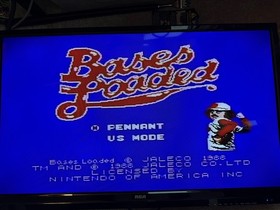 Bases
Loaded
PENNANT
VS MODE
Bases Loaded © JALECO 1988
TM AND © 1988 JALECO CO. LTD
LICENSED BY
NINTENDO OF AMERICA INC
RCA